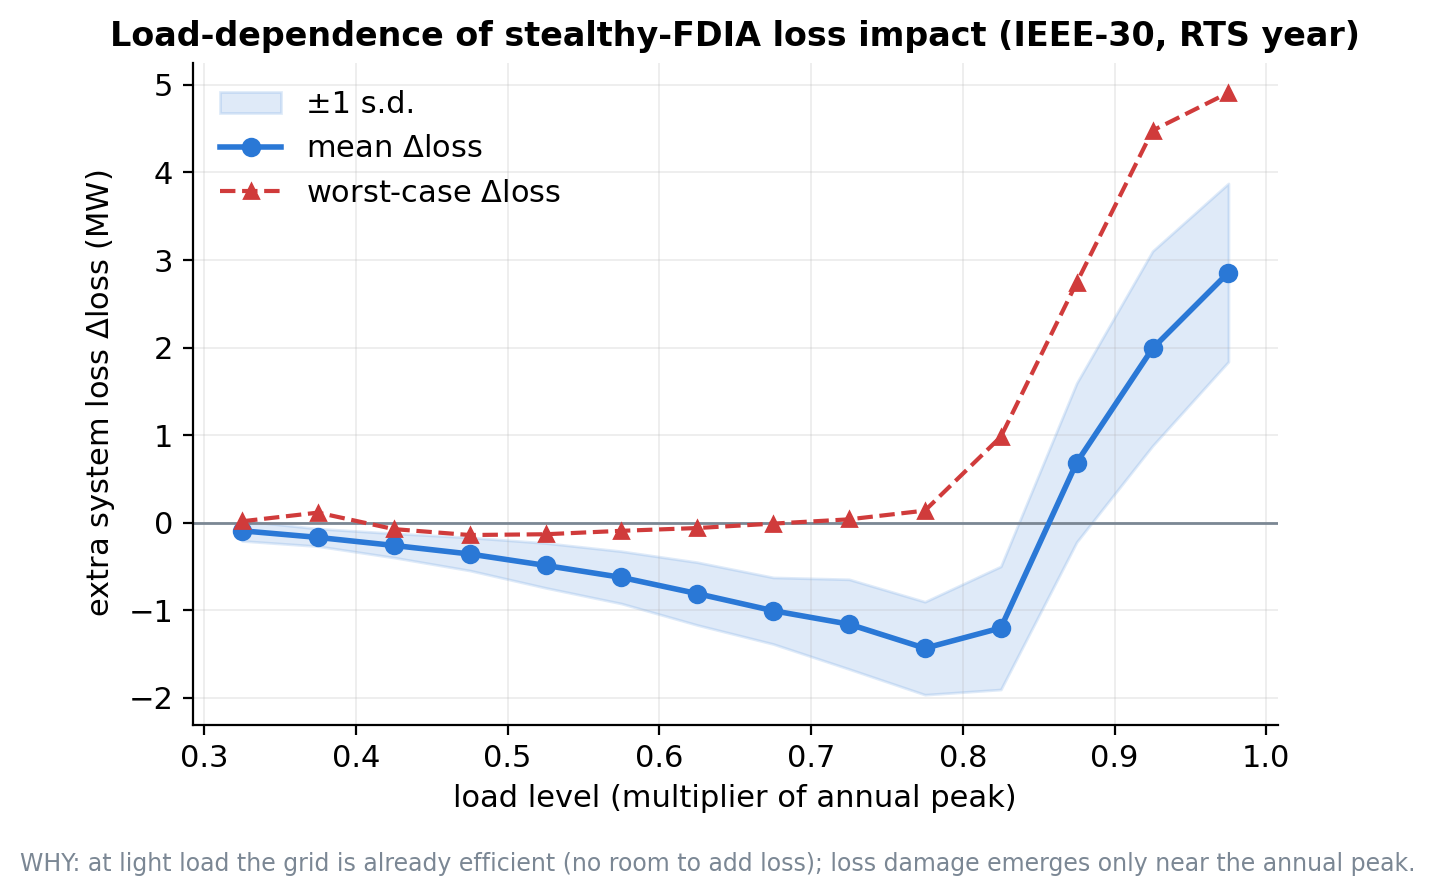 Load-dependence of stealthy-FDIA loss impact (IEEE-30, RTS year)
±1 s.d.
mean Δloss
worst-case Δloss
extra system loss Δloss (MW)
5
4
3
2
1
0
−1
−2
0.3 0.4 0.5 0.6 0.7 0.8 0.9 1.0
load level (multiplier of annual peak)
WHY: at light load the grid is already efficient (no room to add loss); loss damage emerges only near the annual peak.